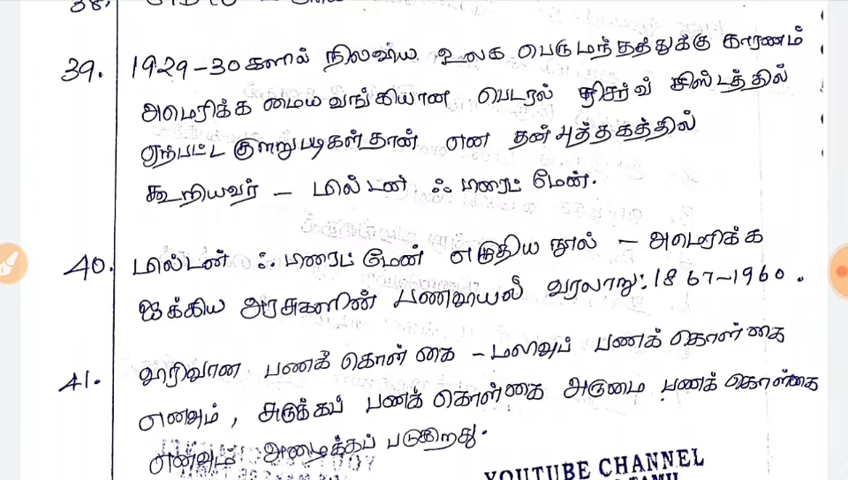 38.
39. 1929-30களில் நிலவிய உலக பெருமந்தத்துக்கு காரணம்
அமெரிக்க மைய வங்கியான பெடரல் ரிசர்வ் சிஸ்டத்தில்
ஏற்பட்ட குளறுபடிகள்தான் என தன் புத்தகத்தில்
கூறியவர் - மில்டன் ஃபிரைட்மேன்.
40. மில்டன் ஃபிரைட்மேன் எழுதிய நூல் - அமெரிக்க
ஐக்கிய அரசுகளின் பணவியல் வரலாறு: 1867-1960.
41. விரிவான பணக் கொள்கை - மலிவுப் பணக் கொள்கை
எனவும், சுருக்கப் பணக் கொள்கை அருமை பணக் கொள்கை
எனவும் அழைக்கப் படுகிறது.
YOUTUBE CHANNEL